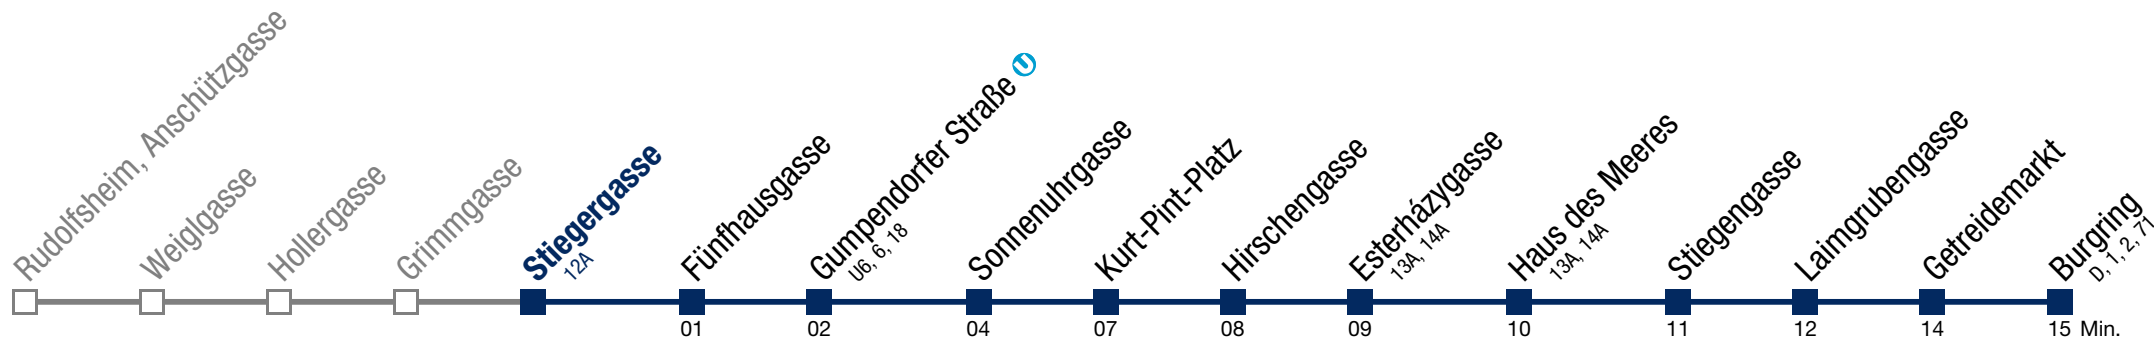 Rudolfsheim, Anschützgasse
Weiglgasse
Hollergasse
Grimmgasse
Stiegergasse
12A
Fünfhausgasse
Gumpendorfer Straße U
U6, 6, 18
Sonnenuhrgasse
Kurt-Pint-Platz
Hirschengasse
Esterházygasse
13A, 14A
Haus des Meeres
13A, 14A
Stiegengasse
Laimgrubengasse
Getreidemarkt
Burgring
D, 1, 2, 71
01 02 04 07 08 09 10 11 12 14 15 Min.